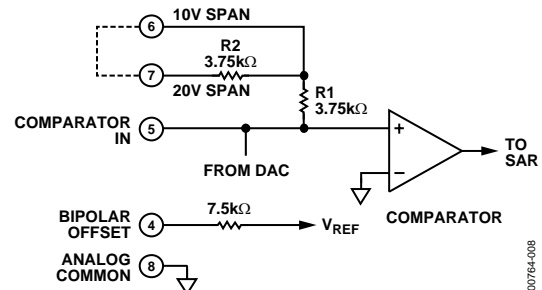 6
10V SPAN
R2
3.75kΩ
7
20V SPAN
R1
3.75kΩ
COMPARATOR
IN
5
+
–
TO
SAR
FROM DAC
COMPARATOR
BIPOLAR
OFFSET
4
7.5kΩ
VREF
ANALOG
COMMON
8
00764-008